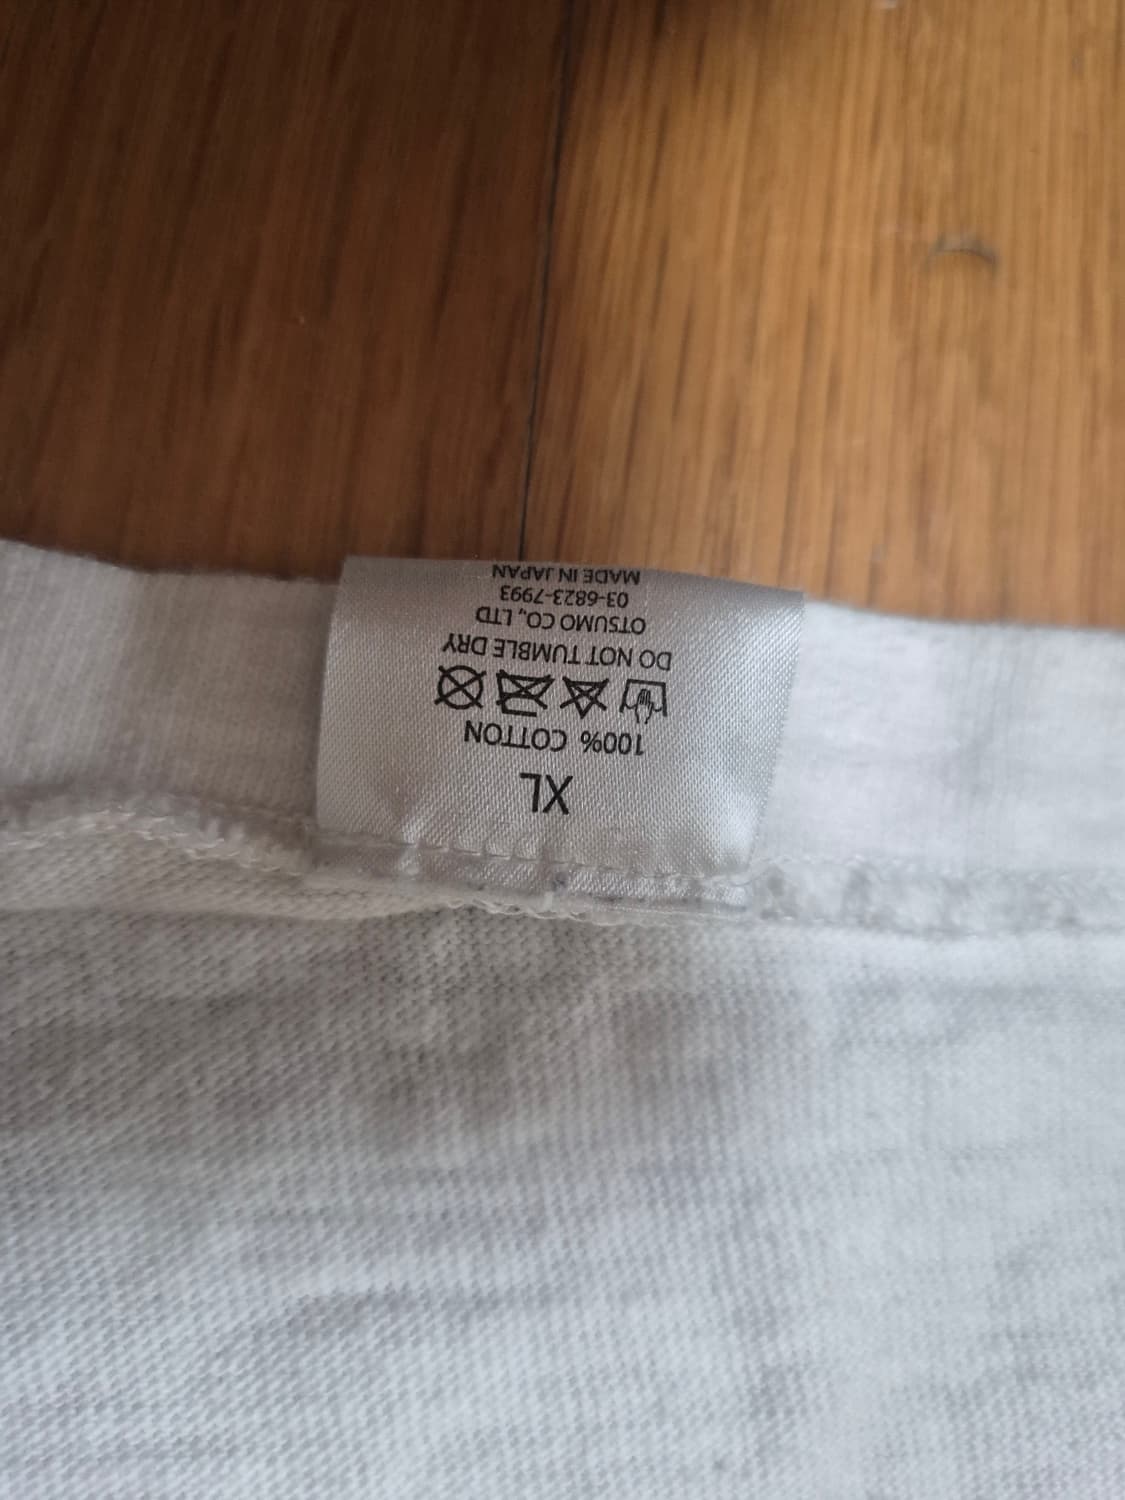 XL
100% COTTON
DO NOT TUMBLE DRY
OTSUMO CO., LTD
03-6823-7993
MADE IN JAPAN